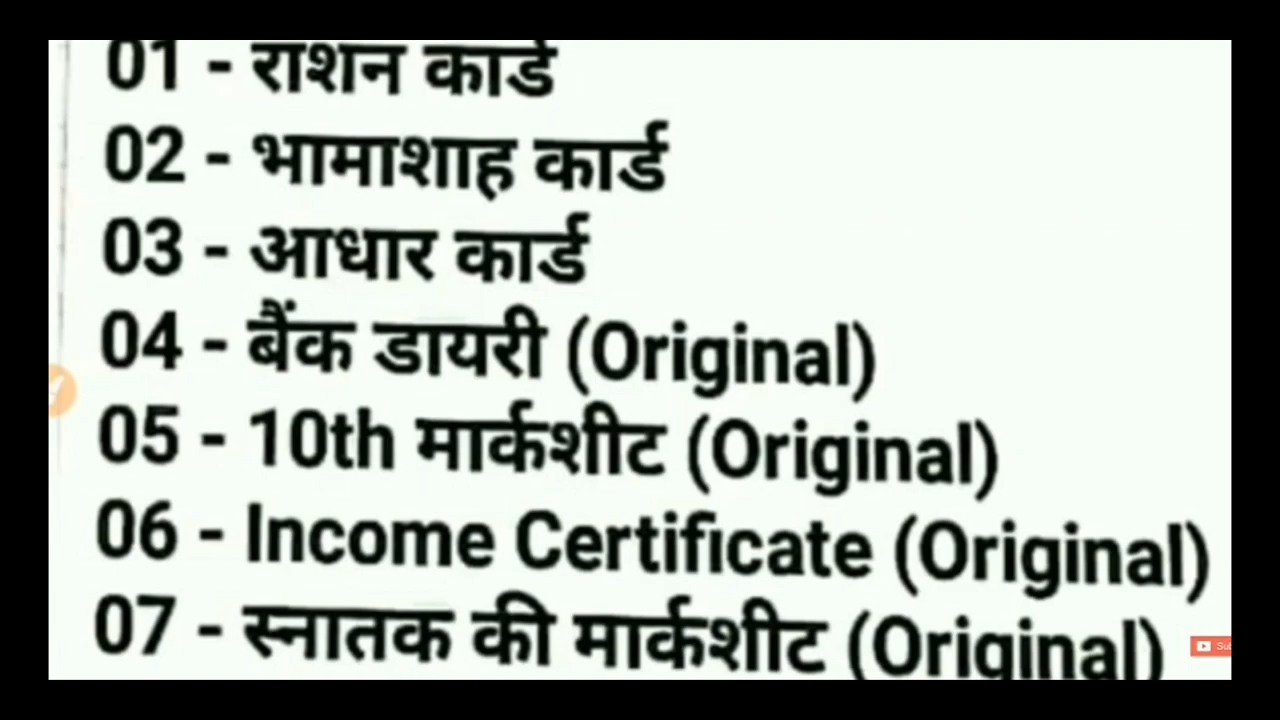 01 - राशन कार्ड
02 - भामाशाह कार्ड
03 - आधार कार्ड
04 - बैंक डायरी (Original)
05 - 10th मार्कशीट (Original)
06 - Income Certificate (Original)
07 - स्नातक की मार्कशीट (Original)